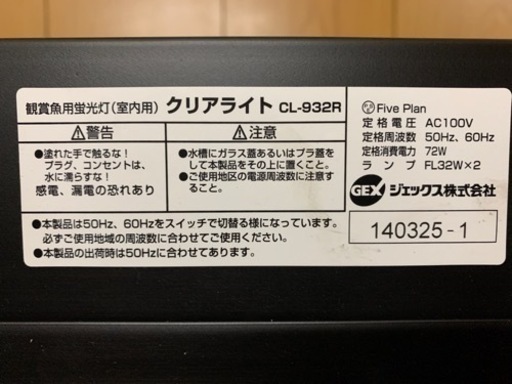 観賞魚用蛍光灯(室内用) クリアライト CL-932R
⚠警告
●塗れた手で触るな!
プラグ、コンセントは、
水に濡らすな!
感電、漏電の恐れあり
⚠注意
●水槽にガラス蓋あるいはプラ蓋を
して本製品をその上に置くこと。
●ご使用地区の電源周波数に注意す
ること。
●本製品は50Hz、60Hzをスイッチで切替る様になっています。
必ずご使用地域の周波数に合わせてご使用ください。
●本製品の出荷時は50Hzに合わせてあります。
Five Plan
定格電圧 AC100V
定格周波数 50Hz、60Hz
定格消費電力 72W
ランプ FL32W×2
GEX ジェックス株式会社
140325-1